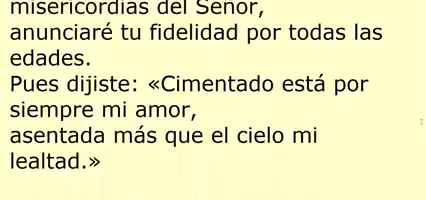 misericordias del Señor,
anunciaré tu fidelidad por todas las
edades.
Pues dijiste: «Cimentado está por
siempre mi amor,
asentada más que el cielo mi
lealtad.»